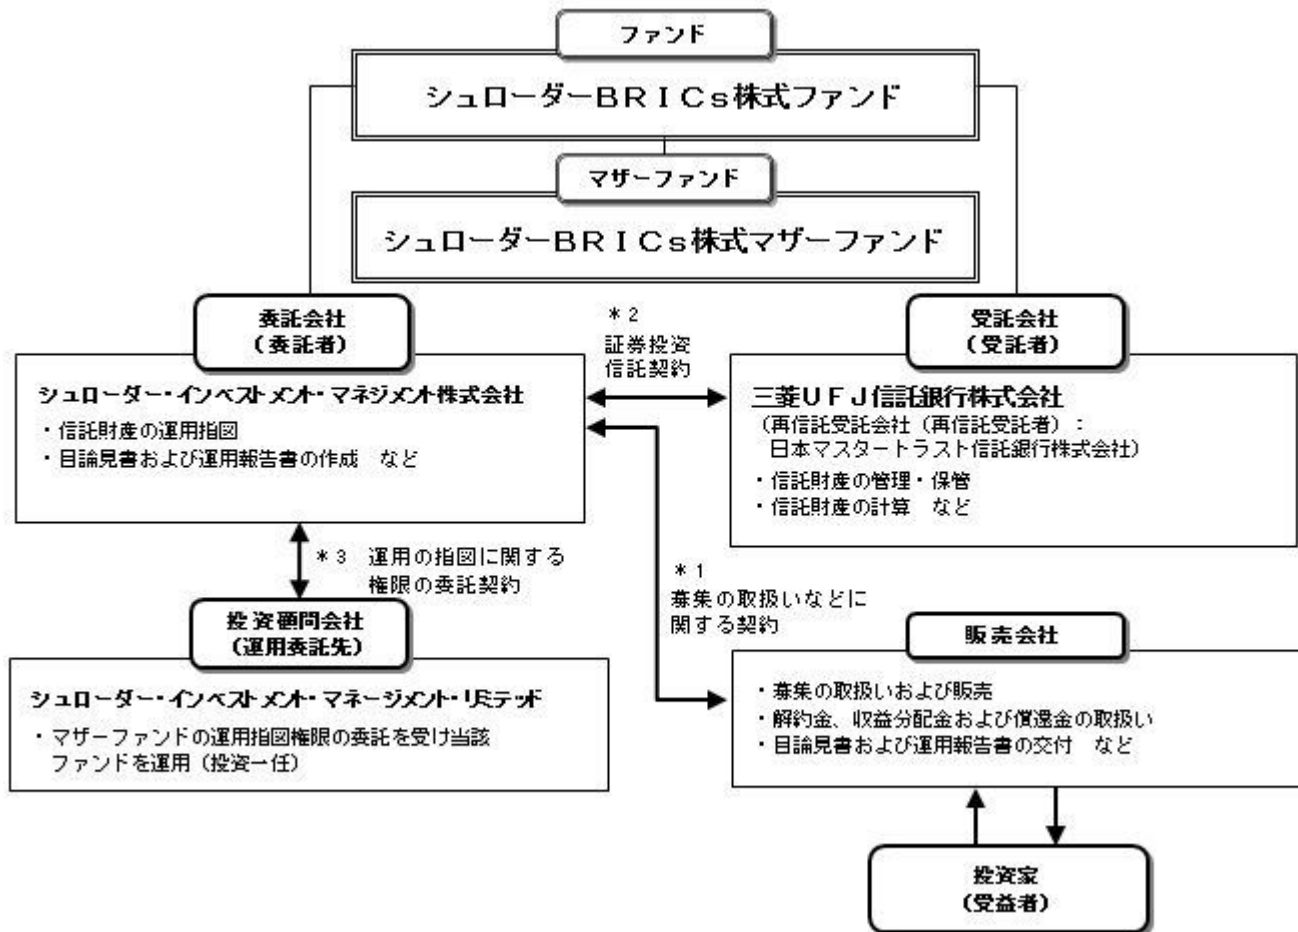 ファンド
シュローダーＢＲＩＣｓ株式ファンド
マザーファンド
シュローダーＢＲＩＣｓ株式マザーファンド
委託会社
（委託者）
シュローダー・インベストメント・マネジメント株式会社
・信託財産の運用指図
・目論見書および運用報告書の作成　など
＊２
証券投資
信託契約
受託会社
（受託者）
三菱ＵＦＪ信託銀行株式会社
（再信託受託会社（再信託受託者）：
日本マスタートラスト信託銀行株式会社）
・信託財産の管理・保管
・信託財産の計算　など
＊３　運用の指図に関する
権限の委託契約
投資顧問会社
（運用委託先）
シュローダー・インベストメント・マネージメント・リミテッド
・マザーファンドの運用指図権限の委託を受け当該
ファンドを運用（投資一任）
＊１
募集の取扱いなどに
関する契約
販売会社
・募集の取扱いおよび販売
・解約金、収益分配金および償還金の取扱い
・目論見書および運用報告書の交付　など
投資家
（受益者）